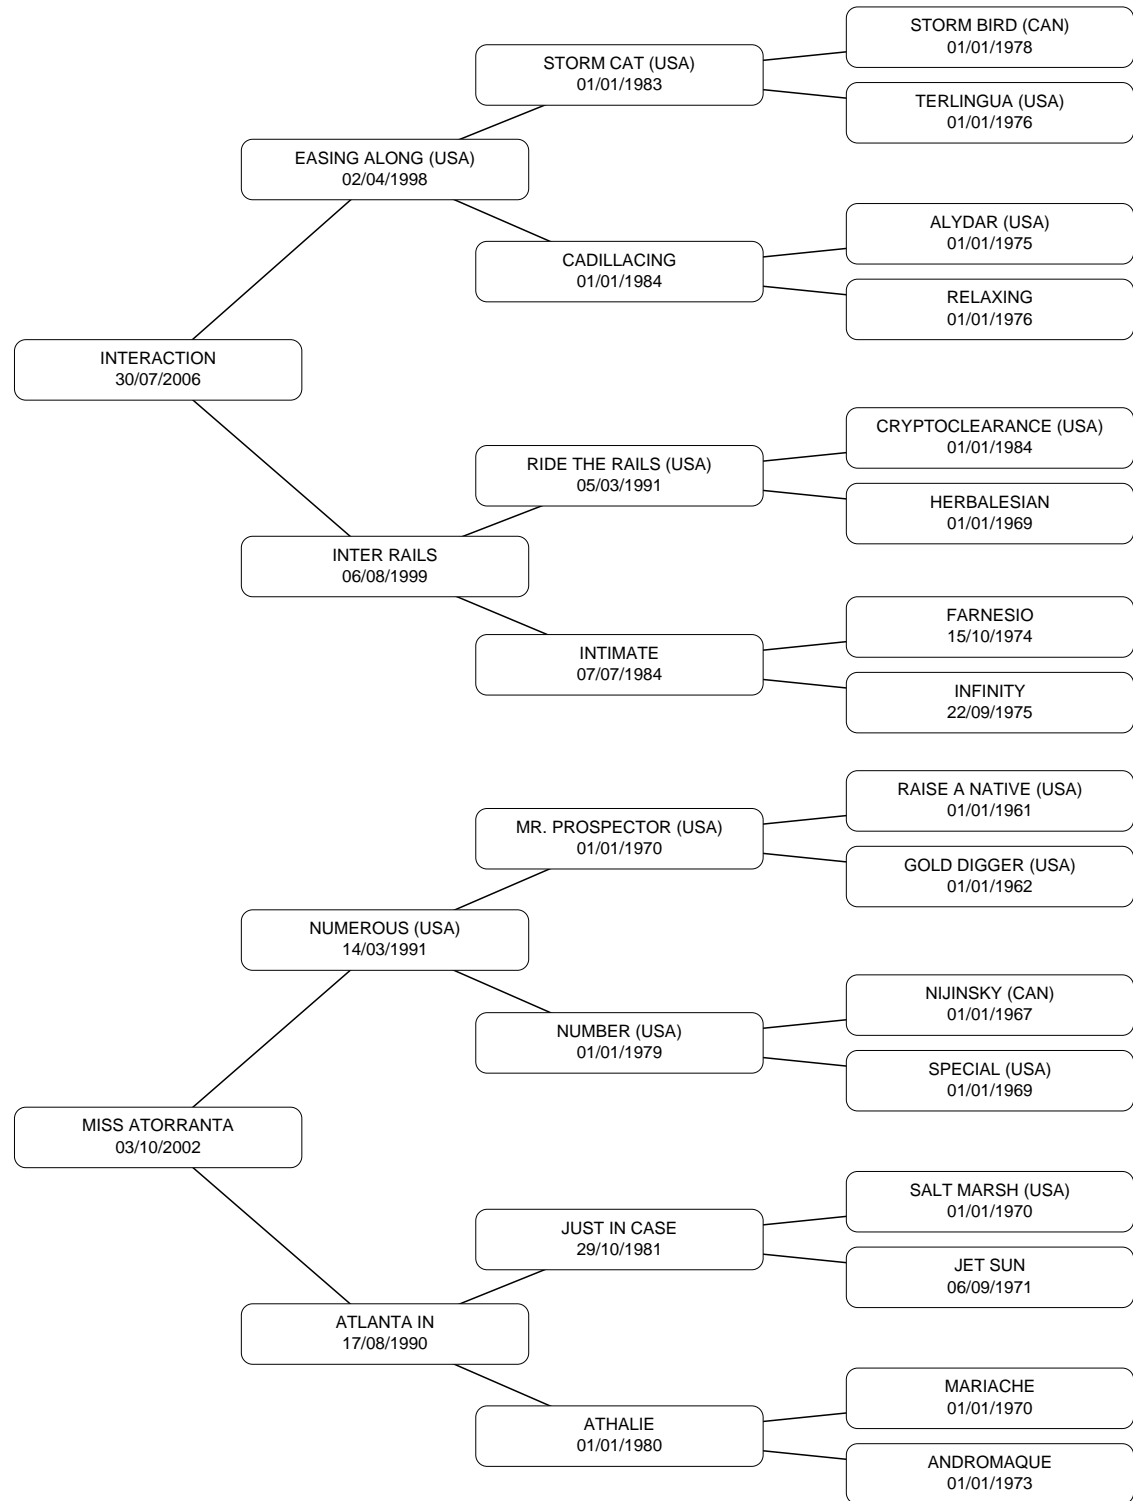 STORM BIRD (CAN)
01/01/1978
STORM CAT (USA)
01/01/1983
TERLINGUA (USA)
01/01/1976
EASING ALONG (USA)
02/04/1998
ALYDAR (USA)
01/01/1975
CADILLACING
01/01/1984
RELAXING
01/01/1976
INTERACTION
30/07/2006
CRYPTOCLEARANCE (USA)
01/01/1984
RIDE THE RAILS (USA)
05/03/1991
HERBALESIAN
01/01/1969
INTER RAILS
06/08/1999
FARNESIO
15/10/1974
INTIMATE
07/07/1984
INFINITY
22/09/1975
RAISE A NATIVE (USA)
01/01/1961
MR. PROSPECTOR (USA)
01/01/1970
GOLD DIGGER (USA)
01/01/1962
NUMEROUS (USA)
14/03/1991
NIJINSKY (CAN)
01/01/1967
NUMBER (USA)
01/01/1979
SPECIAL (USA)
01/01/1969
MISS ATORRANTA
03/10/2002
SALT MARSH (USA)
01/01/1970
JUST IN CASE
29/10/1981
JET SUN
06/09/1971
ATLANTA IN
17/08/1990
MARIACHE
01/01/1970
ATHALIE
01/01/1980
ANDROMAQUE
01/01/1973